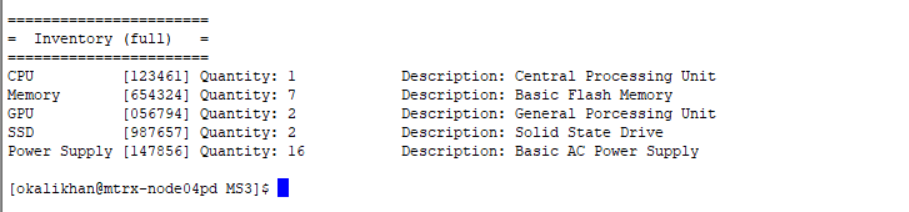 =======================
=  Inventory (full)   =
=======================
CPU          [123461] Quantity: 1            Description: Central Processing Unit
Memory       [654324] Quantity: 7            Description: Basic Flash Memory
GPU          [056794] Quantity: 2            Description: General Porcessing Unit
SSD          [987657] Quantity: 2            Description: Solid State Drive
Power Supply [147856] Quantity: 16           Description: Basic AC Power Supply
[okalikhan@mtrx-node04pd MS3]$